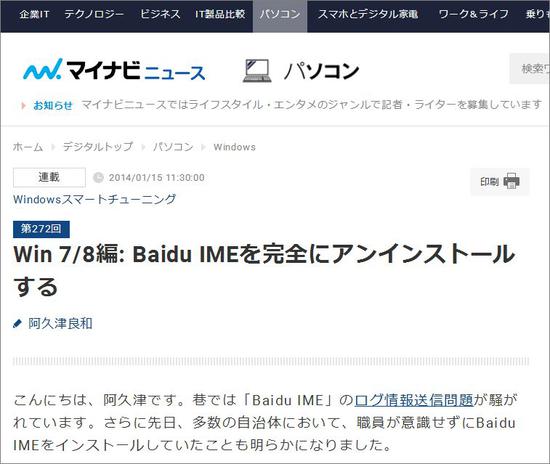 企業IT テクノロジー ビジネス IT製品比較 パソコン スマホとデジタル家電 ワーク&ライフ 乗りも
マイナビニュース パソコン 検索ワ
お知らせ マイナビニュースではライフスタイル・エンタメのジャンルで記者・ライターを募集しています
ホーム デジタルトップ パソコン Windows
連載 2014/01/15 11:30:00 印刷
Windowsスマートチューニング
第272回
Win 7/8編: Baidu IMEを完全にアンインストール
する
阿久津良和
こんにちは、阿久津です。巷では「Baidu IME」のログ情報送信問題が騒が
れています。さらに先日、多数の自治体において、職員が意識せずにBaidu
IMEをインストールしていたことも明らかになりました。